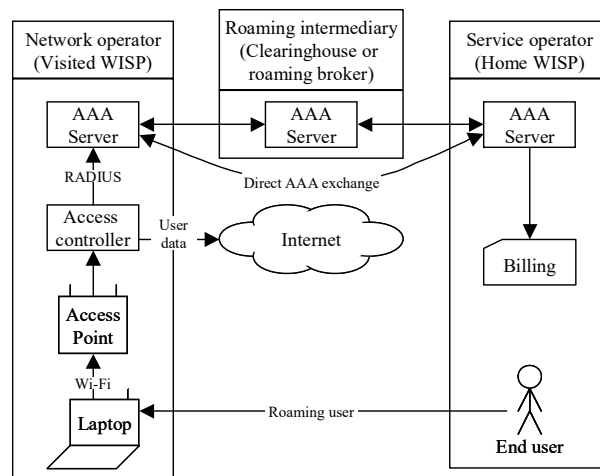 Network operator
(Visited WISP)
Roaming intermediary
(Clearinghouse or
roaming broker)
Service operator
(Home WISP)
AAA
Server
AAA
Server
AAA
Server
RADIUS
Direct AAA exchange
Access
controller
User
data
Internet
Billing
Access
Point
Wi-Fi
Laptop
Roaming user
End user